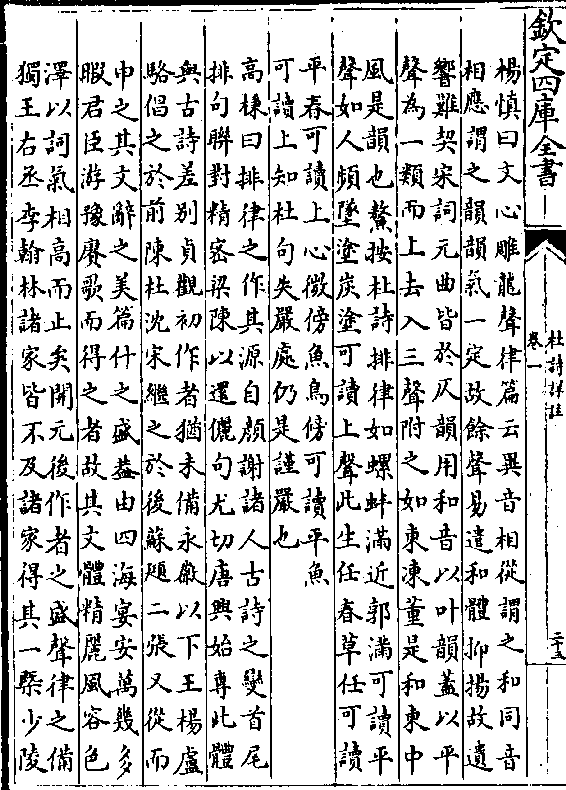 欽定四庫全書
杜詩詳註
卷一
二十五
楊慎曰文心雕龍聲律篇云異音相從謂之和同音
相應謂之韻韻氣一定故餘聲易遣和體抑揚故遺
響難契宋詞元曲皆於仄韻用和音以叶韻蓋以平
聲為一類而上去入三聲附之如東凍董是和東中
風是韻也鰲按杜詩排律如螺蚌滿近郭滿可讀平
聲如人頻墜塗炭塗可讀上聲此生任春草任可讀
平春可讀上心微傍魚鳥傍可讀平魚
可讀上知杜句失嚴處仍是謹嚴也
高棅曰排律之作其源自顏謝諸人古詩之變首尾
排句聯對精密梁陳以還儷句尤切唐興始專此體
與古詩差別貞觀初作者猶未備永徽以下王楊盧
駱倡之於前陳杜沈宋繼之於後蘇頲二張又從而
申之其文辭之美篇什之盛葢由四海宴安萬幾多
暇君臣游豫賡歌而得之者故其文體精麗風容色
澤以詞氣相高而止矣開元後作者之盛聲律之備
獨王右丞李翰林諸家皆不及諸家得其一槩少陵